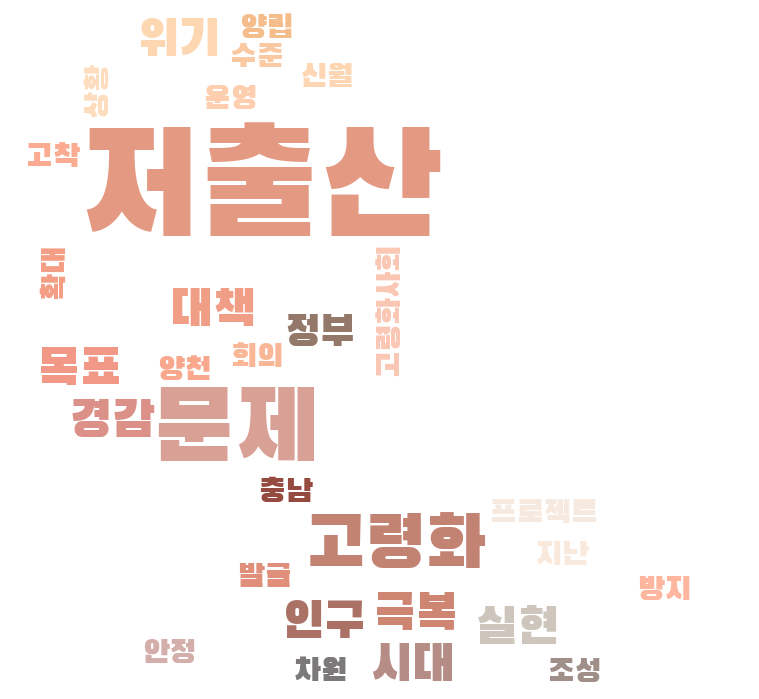 위기
양립
수준
신월
상황
운영
고착
저출산
확대
고령화사회
대책
정부
회의
목표
양천
경감
문제
충남
프로젝트
고령화
지난
발굴
방지
인구
극복
실현
안정
차원
시대
조성